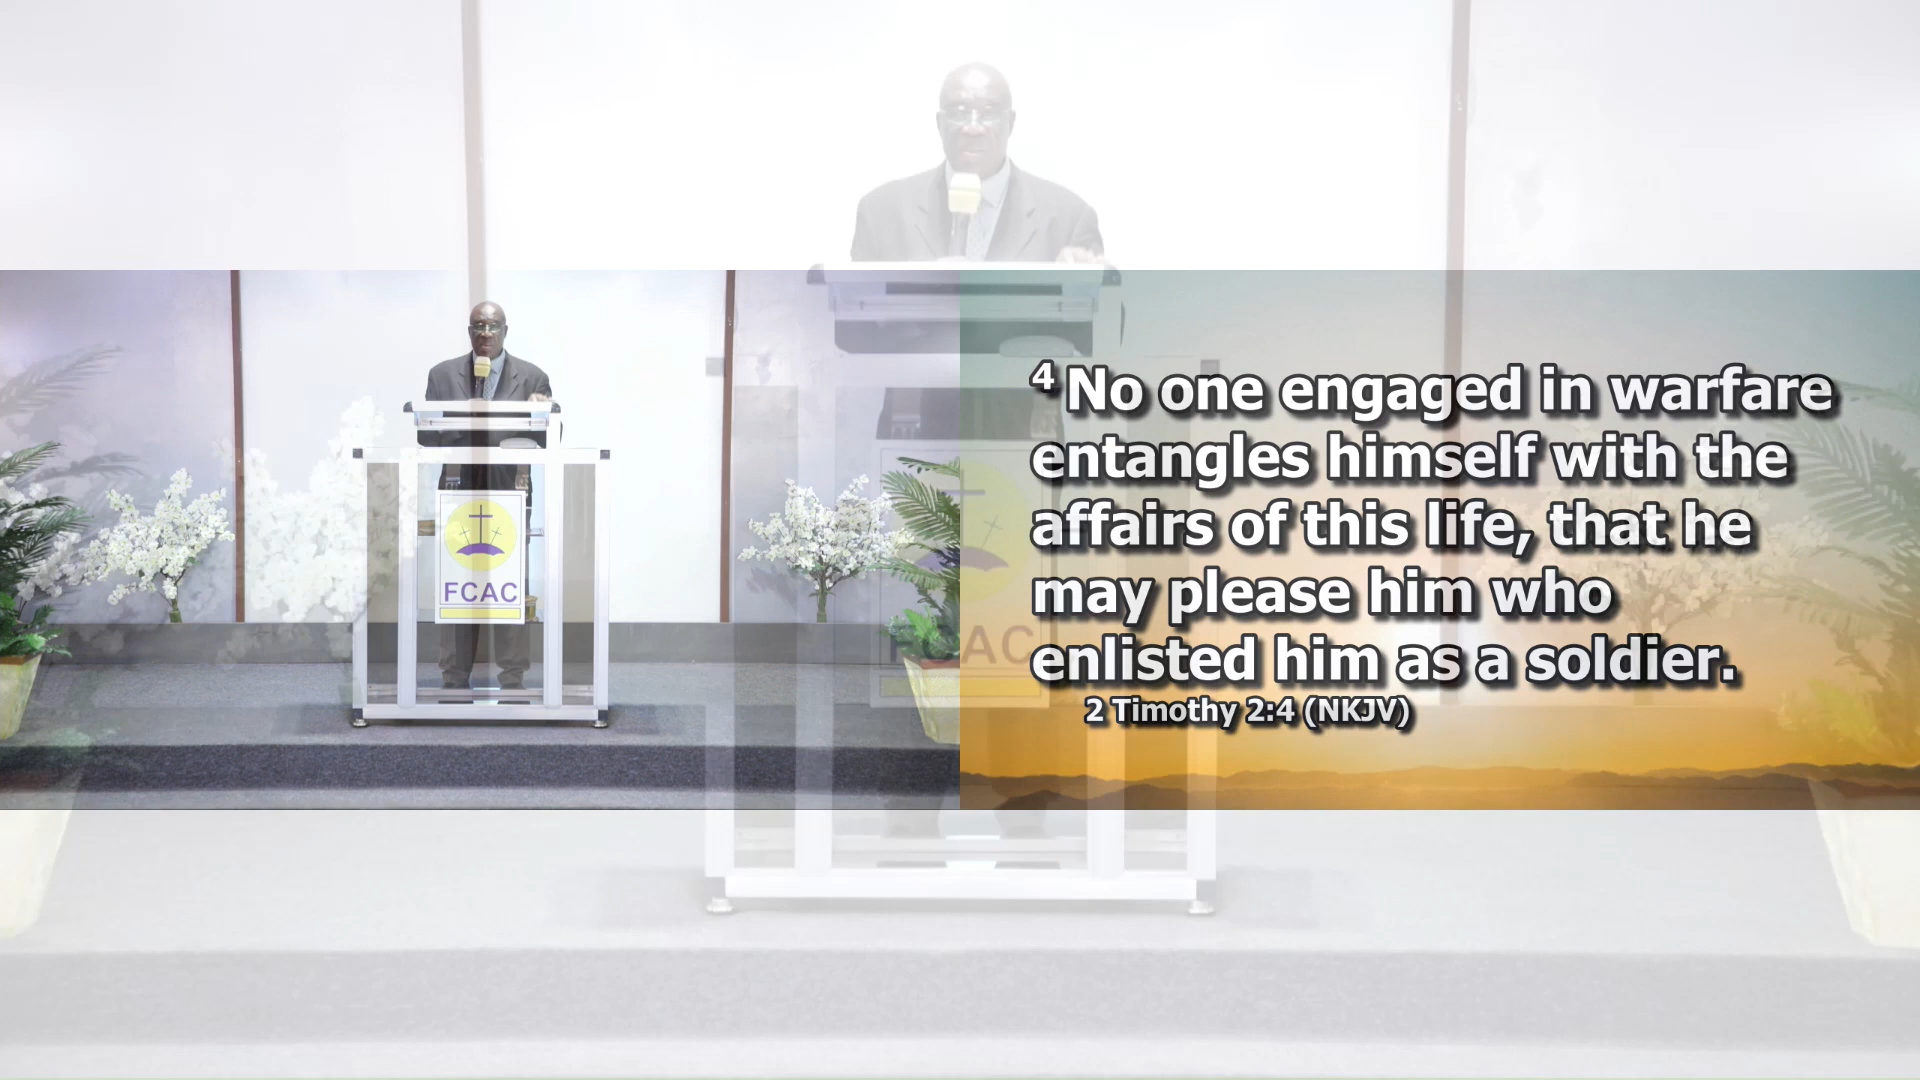 FCAC
4 No one engaged in warfare
entangles himself with the
affairs of this life, that he
may please him who
enlisted him as a soldier.
2 Timothy 2:4 (NKJV)